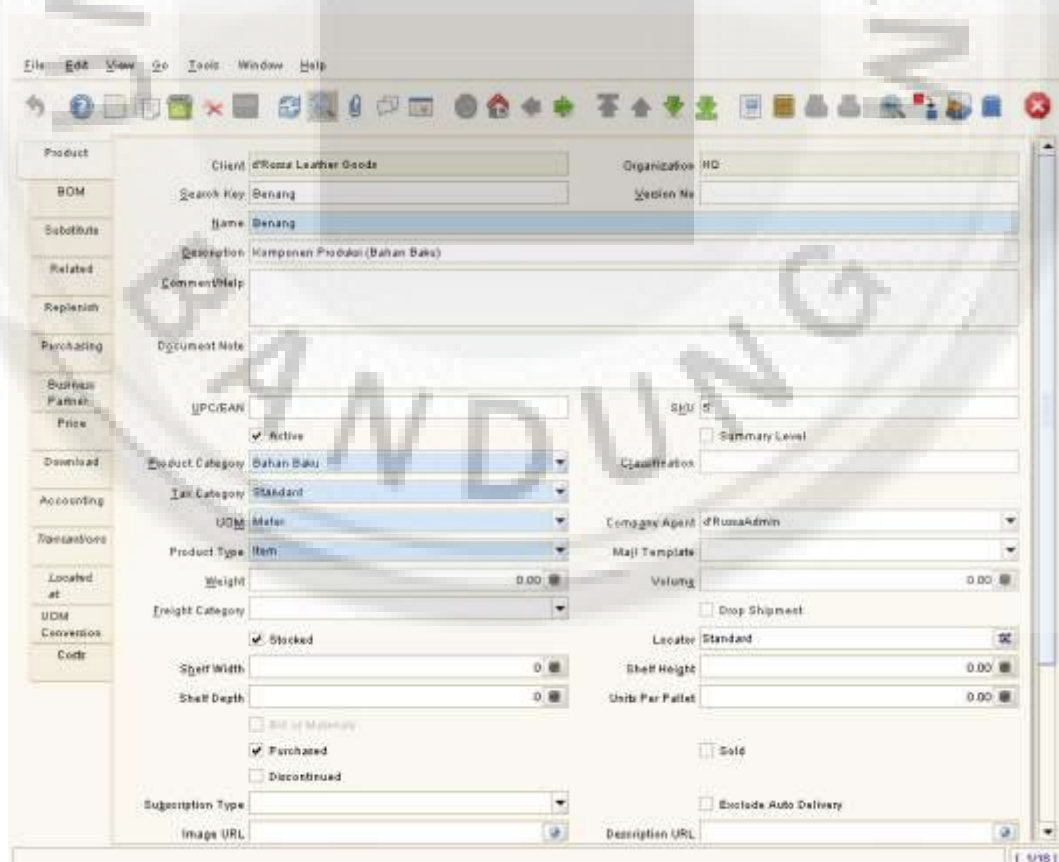 File Edit View Go Tools Window Help
Product
BOM
Substitute
Related
Replenish
Purchasing
Business
Partner
Price
Download
Accounting
Transactions
Located
at
UOM
Conversion
Costs
Client d'Rossa Leather Goods Organization HQ
Search Key Benang Version No
Name Benang
Description Komponen Produksi (Bahan Baku)
Comment/Help
Document Note
UPC/EAN SKU 5
Active Summary Level
Product Category Bahan Baku Classification
Tax Category Standard
UOM Meter Company Agent d'RossaAdmin
Product Type Item Mail Template
Weight 0.00 Volume 0.00
Freight Category Drop Shipment
Stocked Locator Standard
Shelf Width 0 Shelf Height 0.00
Shelf Depth 0 Units Per Pallet 0.00
Bill of Materials
Purchased Sold
Discontinued
Subscription Type Exclude Auto Delivery
Image URL Description URL
1/18
BANDUNG